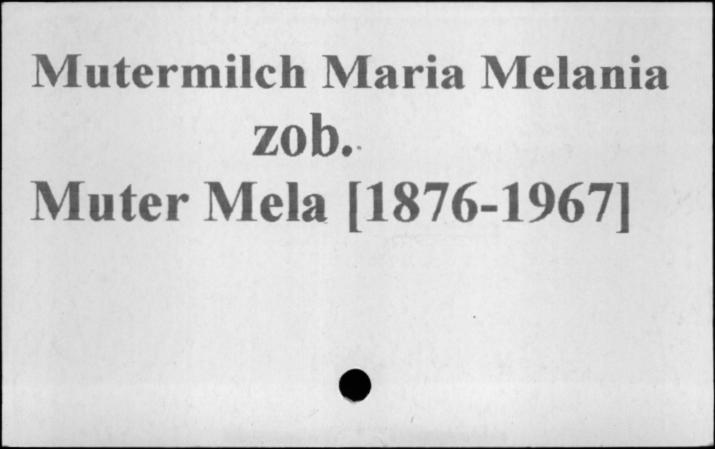 Mutermilch Maria Melania
zob.
Muter Mela [1876-1967]